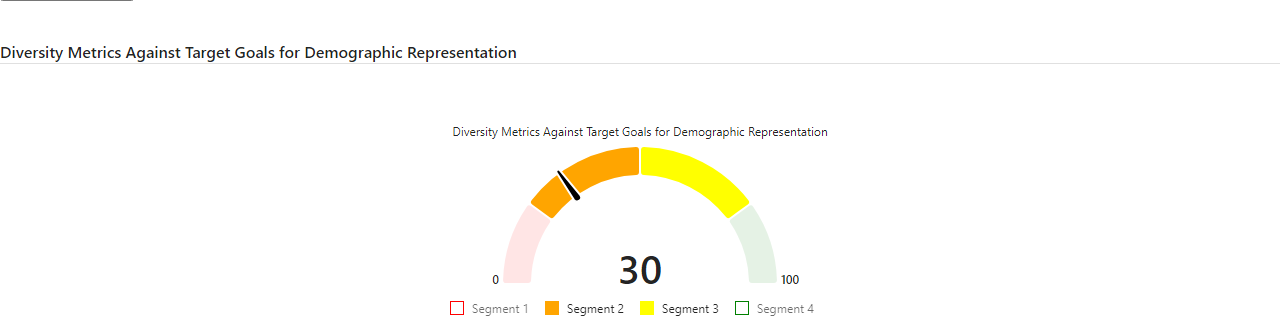 Diversity Metrics Against Target Goals for Demographic Representation
Diversity Metrics Against Target Goals for Demographic Representation
0
30
100
Segment 1
Segment 2
Segment 3
Segment 4